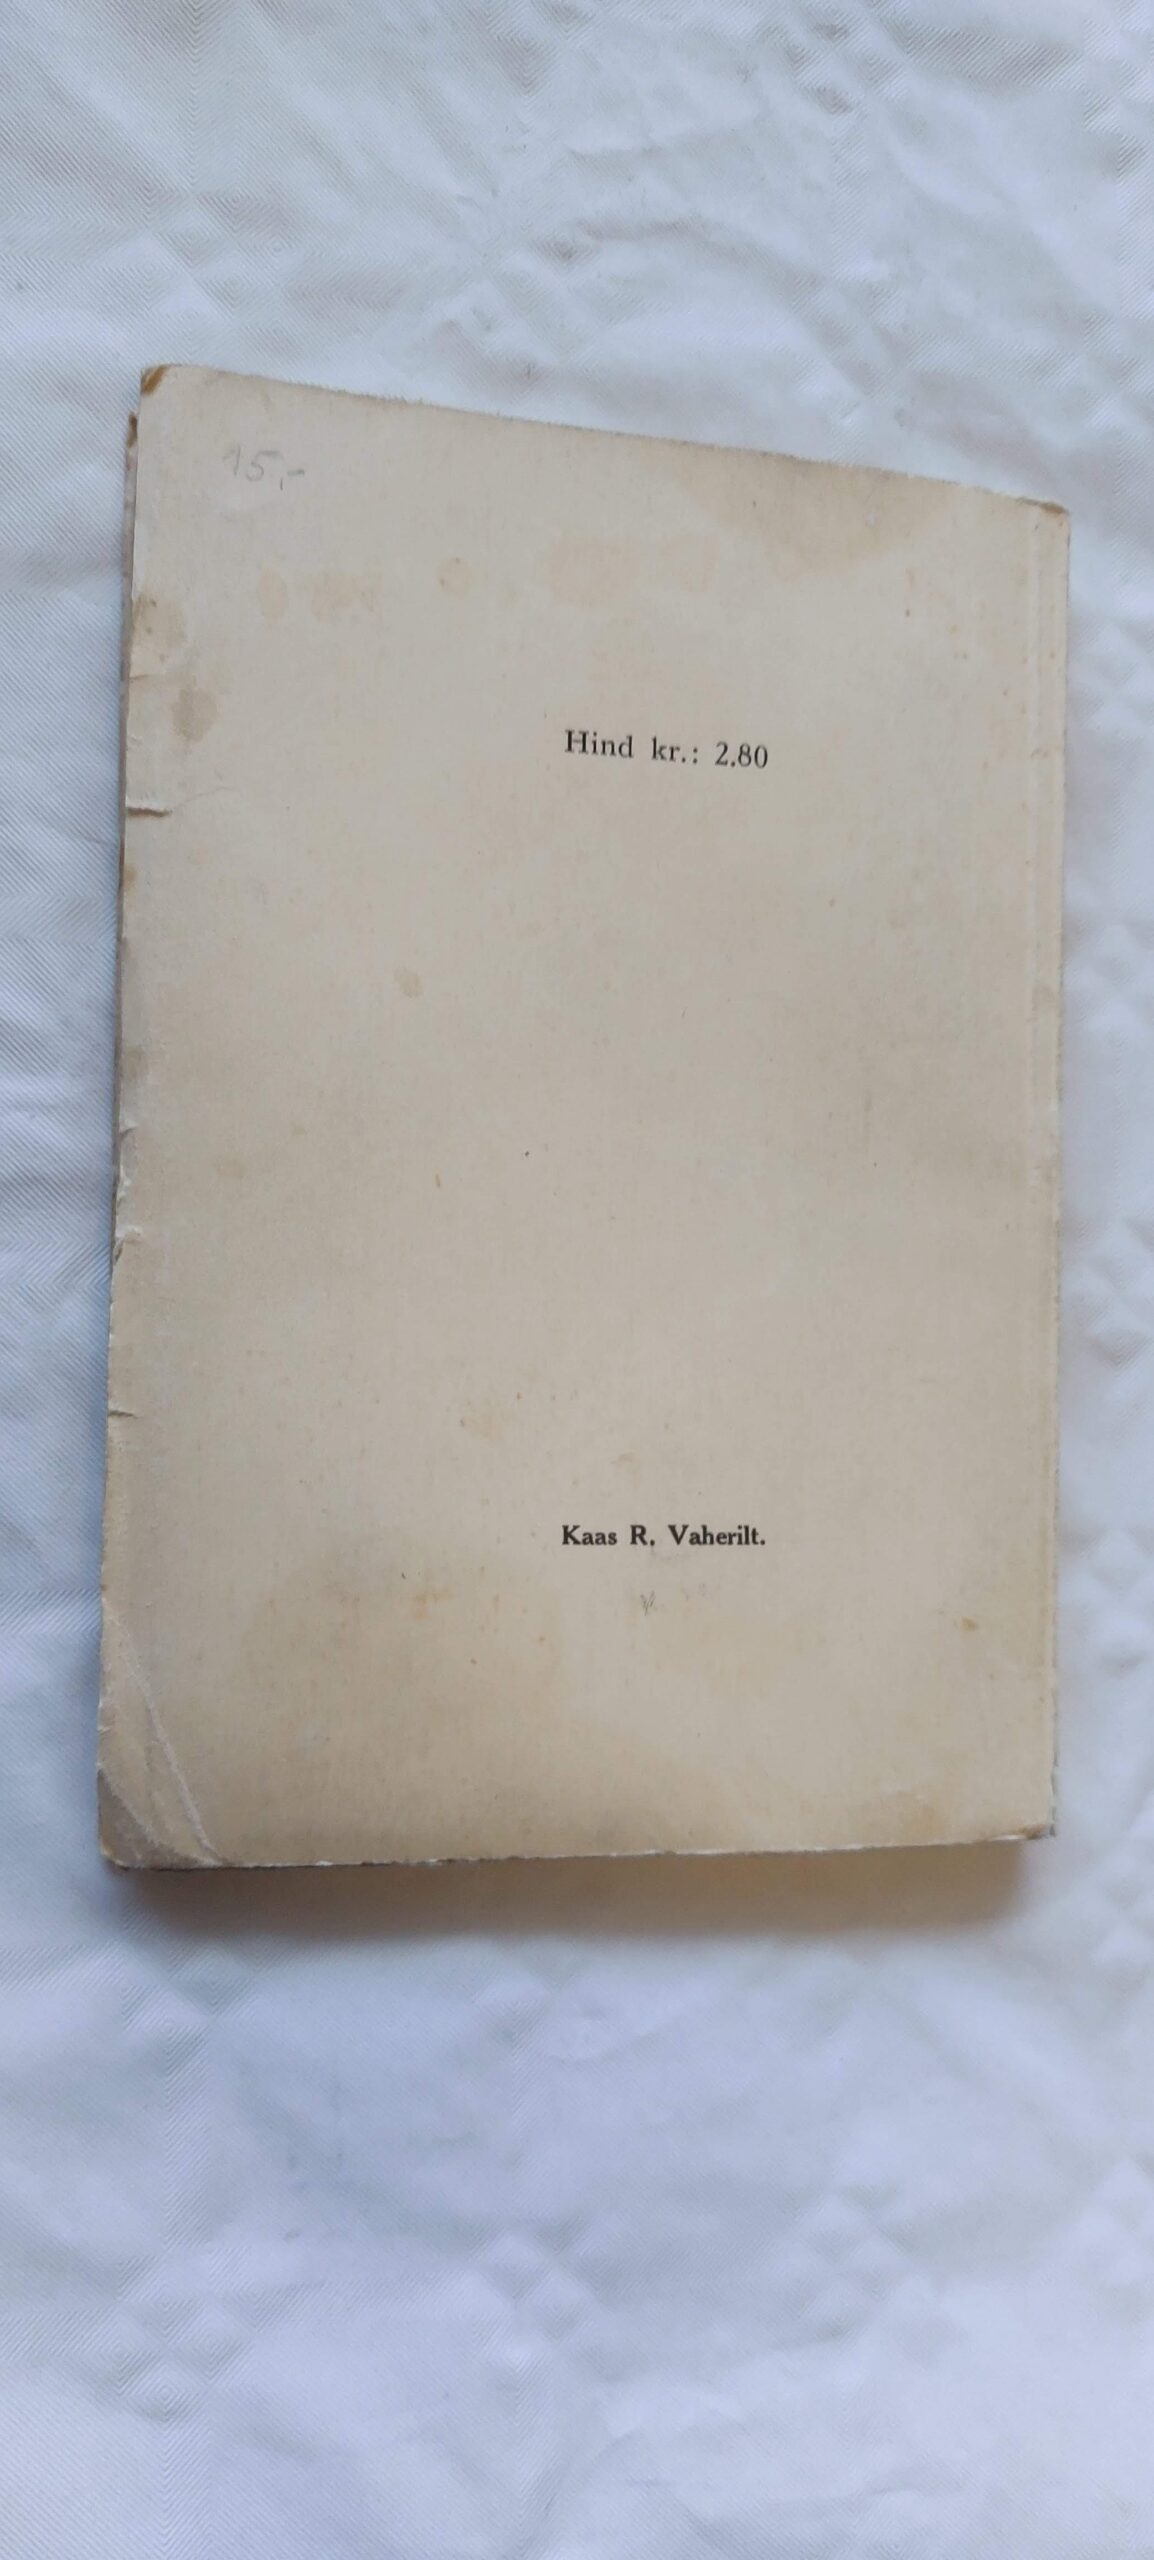 15,-
Hind kr.: 2.80
Kaas R. Vaherilt.